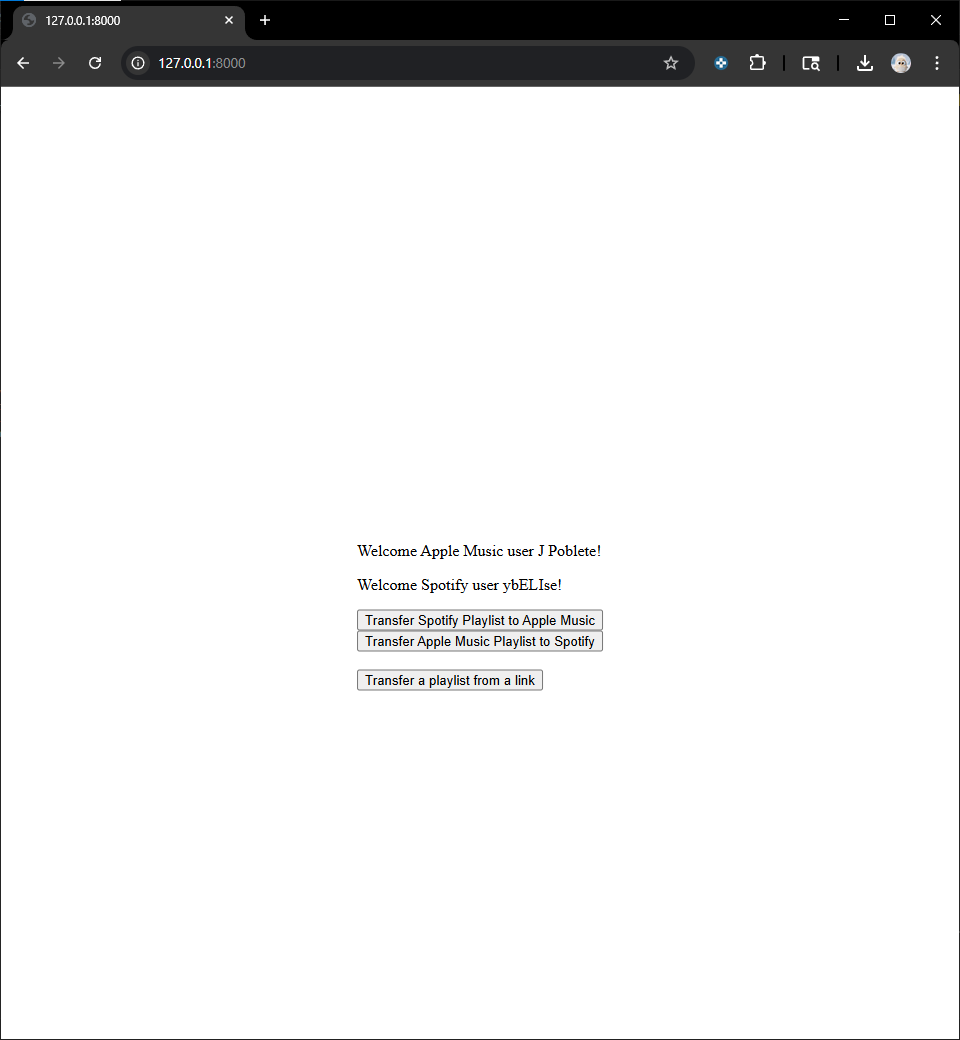 127.0.0.1:8000
127.0.0.1:8000
Welcome Apple Music user J Poblete!
Welcome Spotify user ybELIse!
Transfer Spotify Playlist to Apple Music
Transfer Apple Music Playlist to Spotify
Transfer a playlist from a link